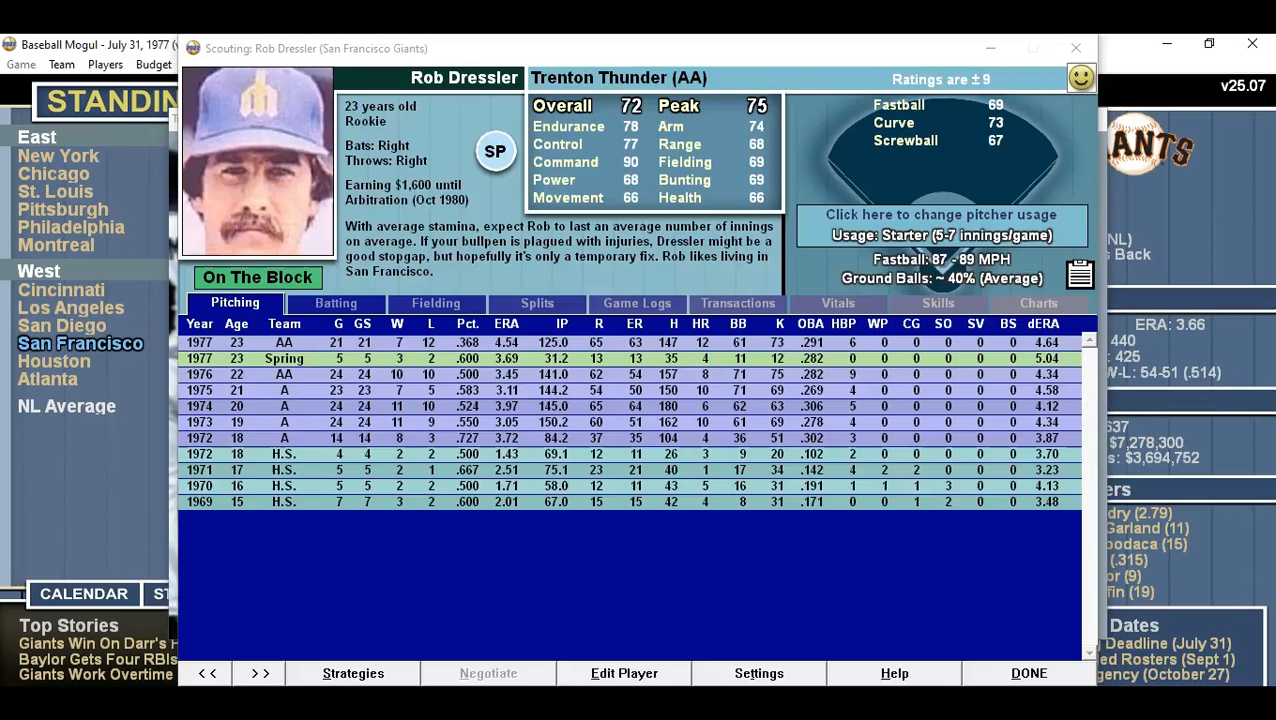 Baseball Mogul - July 31, 1977 (v
Game Team Players Budget
STANDIN
East
New York
Chicago
St. Louis
Pittsburgh
Philadelphia
Montreal
West
Cincinnati
Los Angeles
San Diego
San Francisco
Houston
Atlanta
NL Average
CALENDAR ST
Top Stories
Giants Win On Darr's H
Baylor Gets Four RBIs
Giants Work Overtime
Scouting: Rob Dressler (San Francisco Giants)
Rob Dressler
Trenton Thunder (AA)
Ratings are ± 9
23 years old
Rookie
Bats: Right
Throws: Right
Earning $1,600 until
Arbitration (Oct 1980)
SP
Overall 72 Peak 75
Endurance 78 Arm 74
Control 77 Range 68
Command 90 Fielding 69
Power 68 Bunting 69
Movement 66 Health 66
Fastball 69
Curve 73
Screwball 67
With average stamina, expect Rob to last an average number of innings
on average. If your bullpen is plagued with injuries, Dressler might be a
good stopgap, but hopefully it's only a temporary fix. Rob likes living in
San Francisco.
Click here to change pitcher usage
Usage: Starter (5-7 innings/game)
Fastball: 87 - 89 MPH
Ground Balls: ~ 40% (Average)
On The Block
Pitching Batting Fielding Splits Game Logs Transactions Vitals Skills Charts
Year Age Team G GS W L Pct. ERA IP R ER H HR BB K OBA HBP WP CG SO SV BS dERA
1977 23 AA 21 21 7 12 .368 4.54 125.0 65 63 147 12 61 73 .291 6 0 0 0 0 0 4.64
1977 23 Spring 5 5 3 2 .600 3.69 31.2 13 13 35 4 11 12 .282 0 0 0 0 0 0 5.04
1976 22 AA 24 24 10 10 .500 3.45 141.0 62 54 157 8 71 75 .282 9 0 0 0 0 0 4.34
1975 21 A 23 23 7 5 .583 3.11 144.2 54 50 150 10 71 69 .269 4 0 0 0 0 0 4.58
1974 20 A 24 24 11 10 .524 3.97 145.0 65 64 180 6 62 63 .306 5 0 0 0 0 0 4.12
1973 19 A 24 24 11 9 .550 3.05 150.2 60 51 162 10 61 69 .278 4 0 0 0 0 0 4.34
1972 18 A 14 14 8 3 .727 3.72 84.2 37 35 104 4 36 51 .302 3 0 0 0 0 0 3.87
1972 18 H.S. 4 4 2 2 .500 1.43 69.1 12 11 26 3 9 20 .102 2 0 0 0 0 0 3.70
1971 17 H.S. 5 5 2 1 .667 2.51 75.1 23 21 40 1 17 34 .142 4 2 2 0 0 0 3.23
1970 16 H.S. 5 5 2 2 .500 1.71 58.0 12 11 43 5 16 31 .191 1 1 1 3 0 0 4.13
1969 15 H.S. 7 7 3 2 .600 2.01 67.0 15 15 42 4 8 31 .171 0 0 1 2 0 0 3.48
<< >> Strategies Negotiate Edit Player Settings Help DONE
v25.07
ANTS
(NL)
s Back
ERA: 3.66
440
: 425
W-L: 54-51 (.514)
637
$7,278,300
s: $3,694,752
ers
dry (2.79)
Garland (11)
oodaca (15)
(.315)
or (9)
fin (19)
Dates
g Deadline (July 31)
ed Rosters (Sept 1)
gency (October 27)